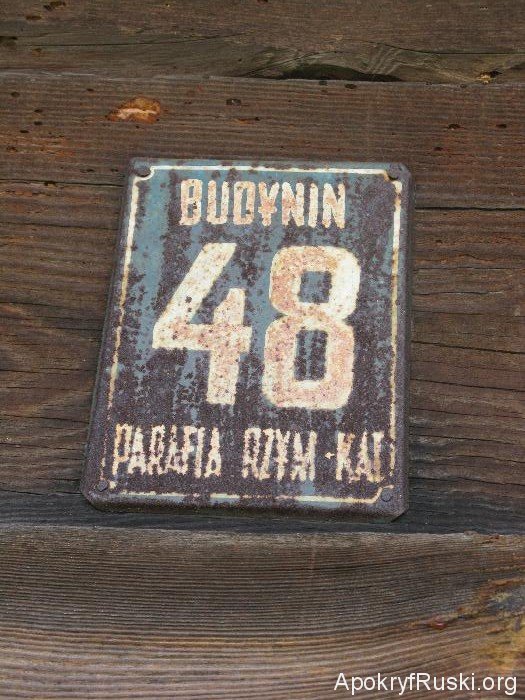 BUDYNIN
48
PARAFIA RZYM-KAT
ApokryfRuski.org